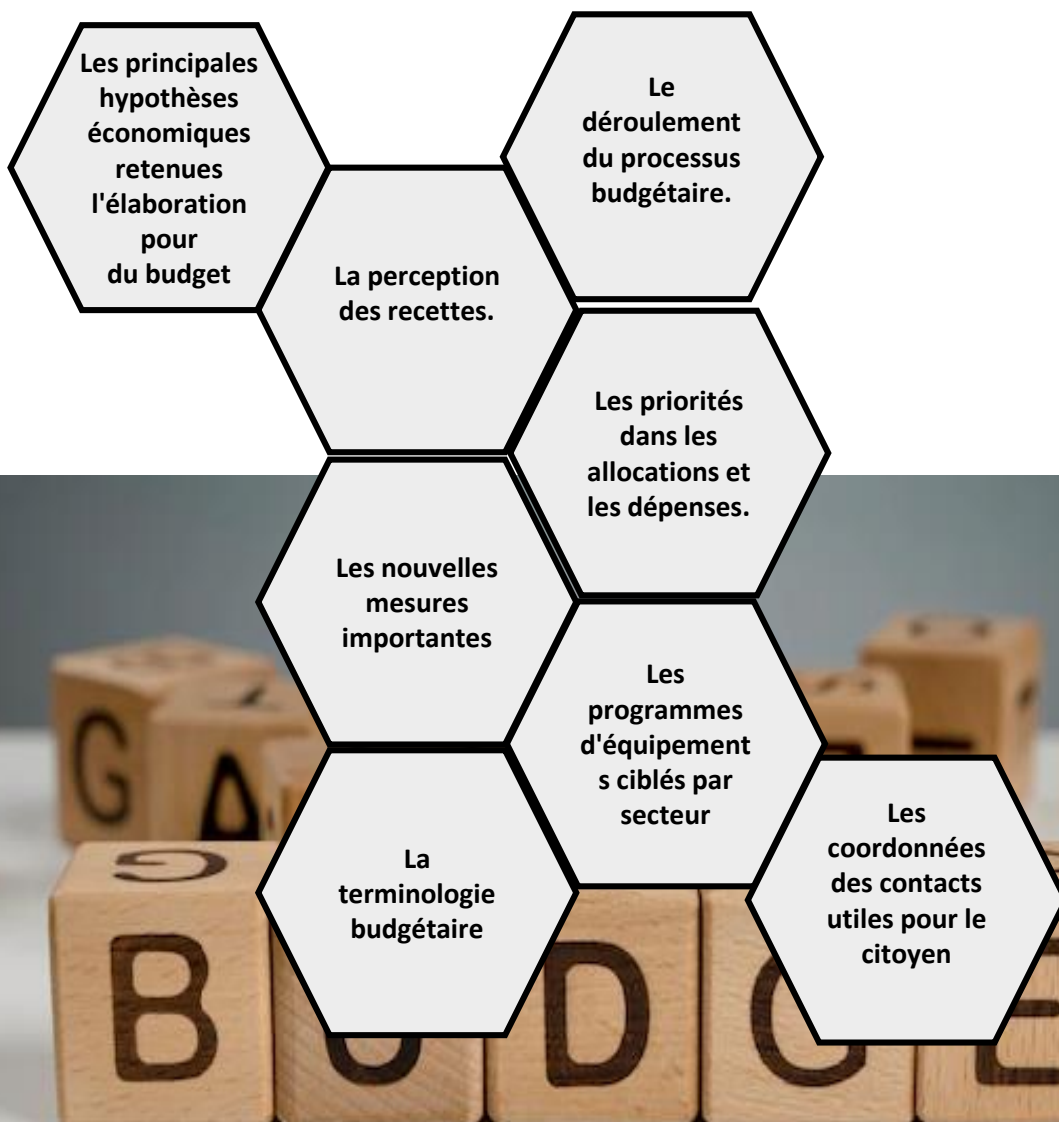 Les principales
hypothèses
économiques
retenues
l'élaboration
pour
du budget
Le
déroulement
du processus
budgétaire.
La perception
des recettes.
Les priorités
dans les
allocations et
les dépenses.
Les nouvelles
mesures
importantes
Les
programmes
d'équipement
s ciblés par
secteur
La
terminologie
budgétaire
Les
coordonnées
des contacts
utiles pour le
citoyen
G A
B U D G E